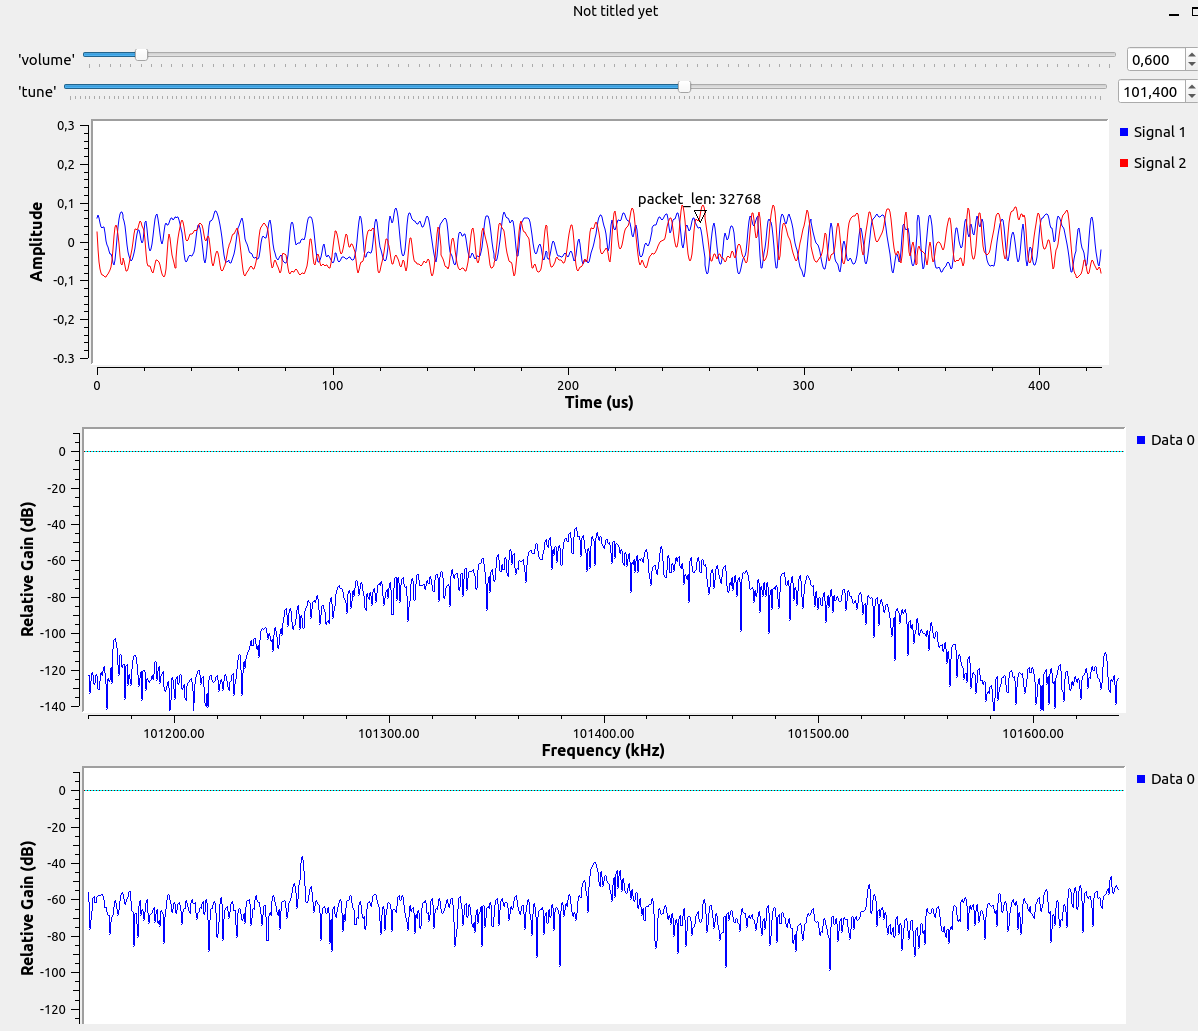 Not titled yet
'volume' 0,600
'tune' 101,400
0,3
0,2
0,1
0
-0,1
-0,2
-0.3
Amplitude
packet_len: 32768
Signal 1
Signal 2
0 100 200 300 400
Time (us)
0
-20
-40
-60
-80
-100
-120
-140
Relative Gain (dB)
Data 0
101200.00 101300.00 101400.00 101500.00 101600.00
Frequency (kHz)
0
-20
-40
-60
-80
-100
-120
Relative Gain (dB)
Data 0